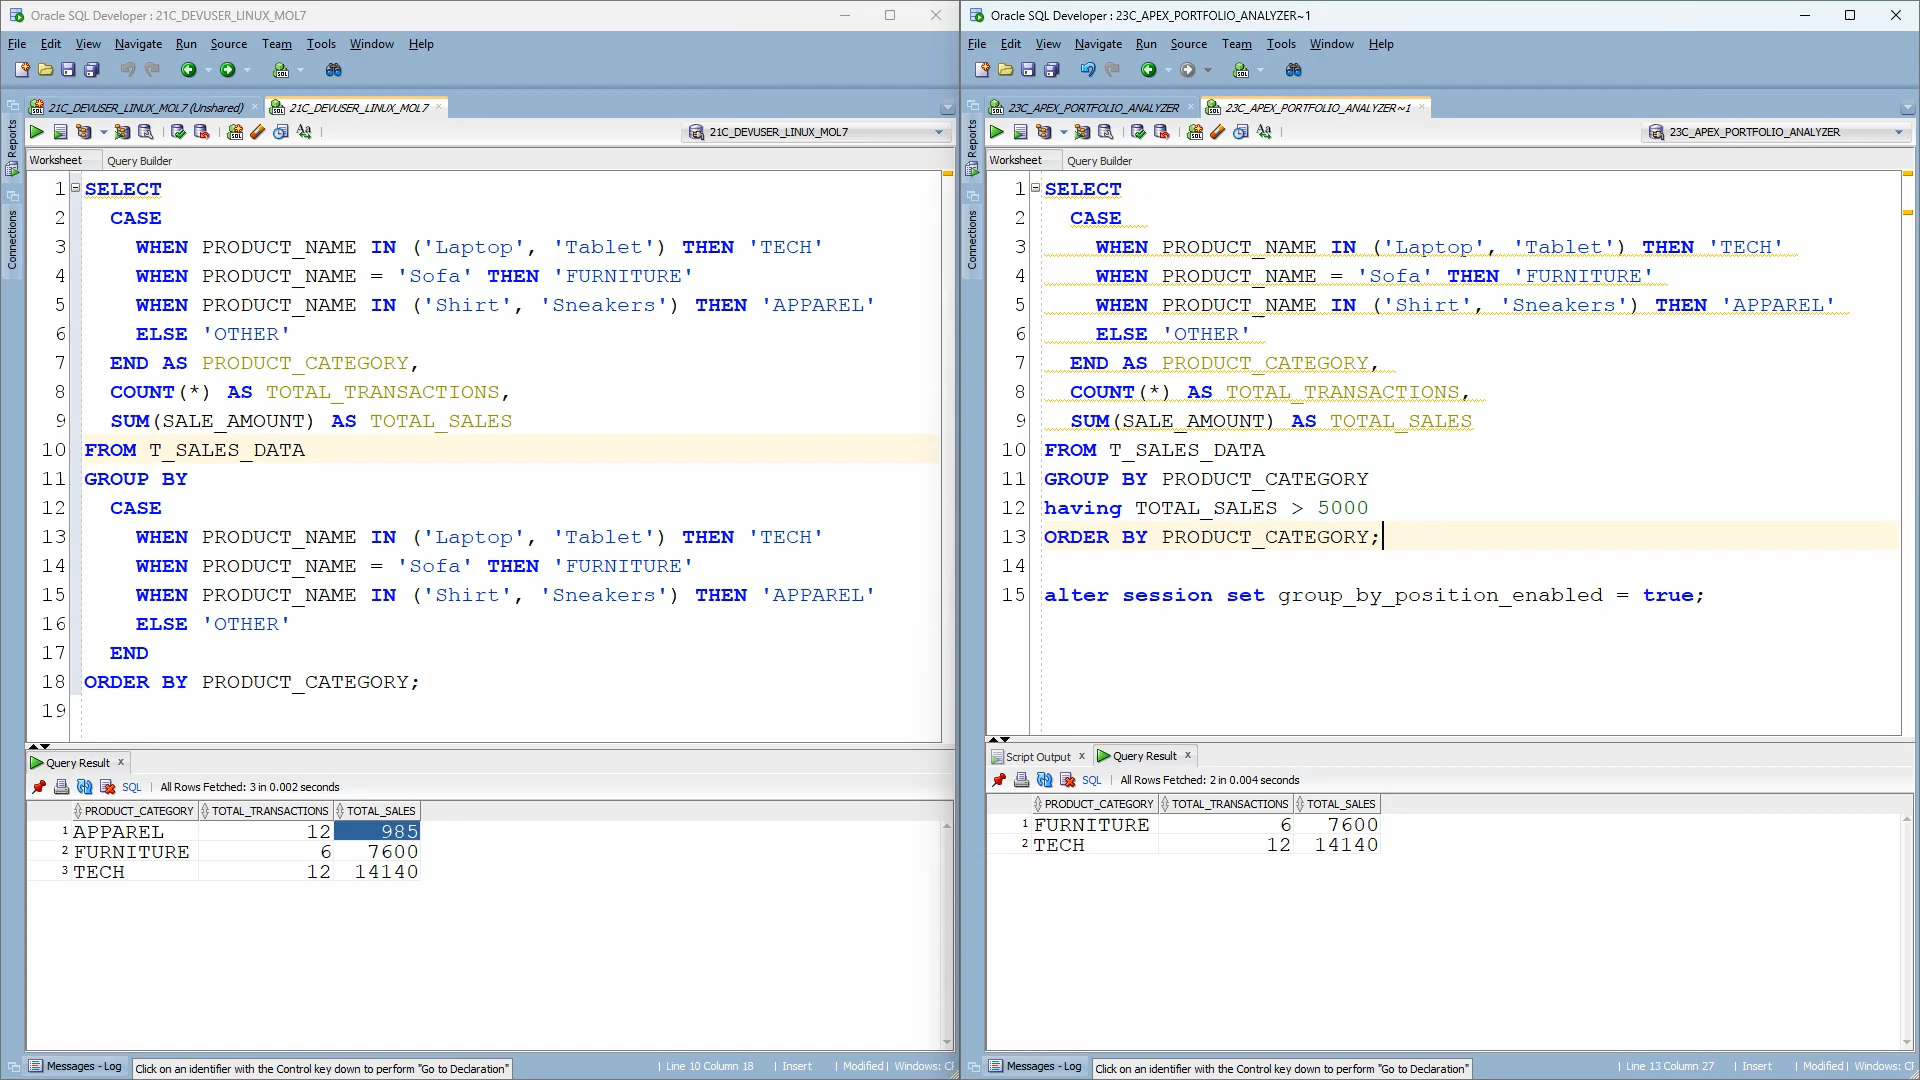 Oracle SQL Developer : 21C_DEVUSER_LINUX_MOL7
File Edit View Navigate Run Source Team Tools Window Help
21C_DEVUSER_LINUX_MOL7 (Unshared) 21C_DEVUSER_LINUX_MOL7
21C_DEVUSER_LINUX_MOL7
Reports
Connections
Worksheet Query Builder
1 SELECT
2 CASE
3 WHEN PRODUCT_NAME IN ('Laptop', 'Tablet') THEN 'TECH'
4 WHEN PRODUCT_NAME = 'Sofa' THEN 'FURNITURE'
5 WHEN PRODUCT_NAME IN ('Shirt', 'Sneakers') THEN 'APPAREL'
6 ELSE 'OTHER'
7 END AS PRODUCT_CATEGORY,
8 COUNT(*) AS TOTAL_TRANSACTIONS,
9 SUM(SALE_AMOUNT) AS TOTAL_SALES
10 FROM T_SALES_DATA
11 GROUP BY
12 CASE
13 WHEN PRODUCT_NAME IN ('Laptop', 'Tablet') THEN 'TECH'
14 WHEN PRODUCT_NAME = 'Sofa' THEN 'FURNITURE'
15 WHEN PRODUCT_NAME IN ('Shirt', 'Sneakers') THEN 'APPAREL'
16 ELSE 'OTHER'
17 END
18 ORDER BY PRODUCT_CATEGORY;
19
Query Result x
SQL | All Rows Fetched: 3 in 0.002 seconds
PRODUCT_CATEGORY TOTAL_TRANSACTIONS TOTAL_SALES
1 APPAREL 12 985
2 FURNITURE 6 7600
3 TECH 12 14140
Messages - Log Click on an identifier with the Control key down to perform "Go to Declaration" | Line 10 Column 18 | Insert | Modified | Windows:
Oracle SQL Developer : 23C_APEX_PORTFOLIO_ANALYZER~1
File Edit View Navigate Run Source Team Tools Window Help
23C_APEX_PORTFOLIO_ANALYZER 23C_APEX_PORTFOLIO_ANALYZER~1
23C_APEX_PORTFOLIO_ANALYZER
Reports
Connections
Worksheet Query Builder
1 SELECT
2 CASE
3 WHEN PRODUCT_NAME IN ('Laptop', 'Tablet') THEN 'TECH'
4 WHEN PRODUCT_NAME = 'Sofa' THEN 'FURNITURE'
5 WHEN PRODUCT_NAME IN ('Shirt', 'Sneakers') THEN 'APPAREL'
6 ELSE 'OTHER'
7 END AS PRODUCT_CATEGORY,
8 COUNT(*) AS TOTAL_TRANSACTIONS,
9 SUM(SALE_AMOUNT) AS TOTAL_SALES
10 FROM T_SALES_DATA
11 GROUP BY PRODUCT_CATEGORY
12 having TOTAL_SALES > 5000
13 ORDER BY PRODUCT_CATEGORY;
14
15 alter session set group_by_position_enabled = true;
Script Output x Query Result x
SQL | All Rows Fetched: 2 in 0.004 seconds
PRODUCT_CATEGORY TOTAL_TRANSACTIONS TOTAL_SALES
1 FURNITURE 6 7600
2 TECH 12 14140
Messages - Log Click on an identifier with the Control key down to perform "Go to Declaration" | Line 13 Column 27 | Insert | Modified | Windows: